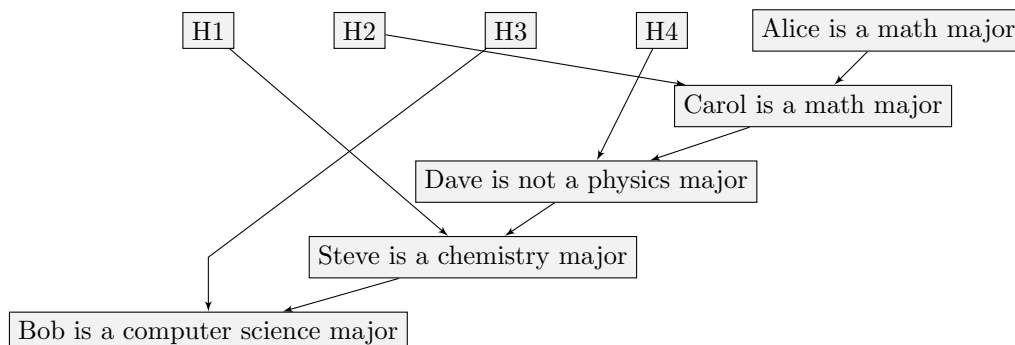 H1
H2
H3
H4
Alice is a math major
Carol is a math major
Dave is not a physics major
Steve is a chemistry major
Bob is a computer science major